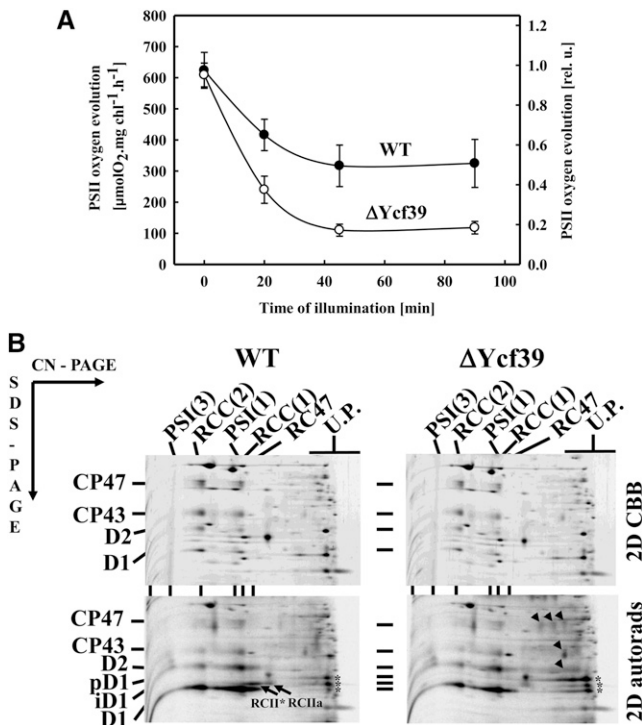 A
PSII oxygen evolution
[µmolO₂.mg chl⁻¹.h⁻¹]
800
700
600
500
400
300
200
100
0
WT
ΔYcf39
1.2
1.0
0.8
0.6
0.4
0.2
0.0
PSII oxygen evolution [rel. u.]
0 20 40 60 80 100
Time of illumination [min]
B
CN - PAGE
SDS-PAGE
WT
ΔYcf39
PSI(3) RCC(2) PSI(1) RCC(1) RC47 U.P.
PSI(3) RCC(2) PSI(1) RCC(1) RC47 U.P.
CP47
CP43
D2
D1
2D CBB
CP47
CP43
D2
pD1
iD1
D1
RCII* RCIIa
***
***
2D autorads